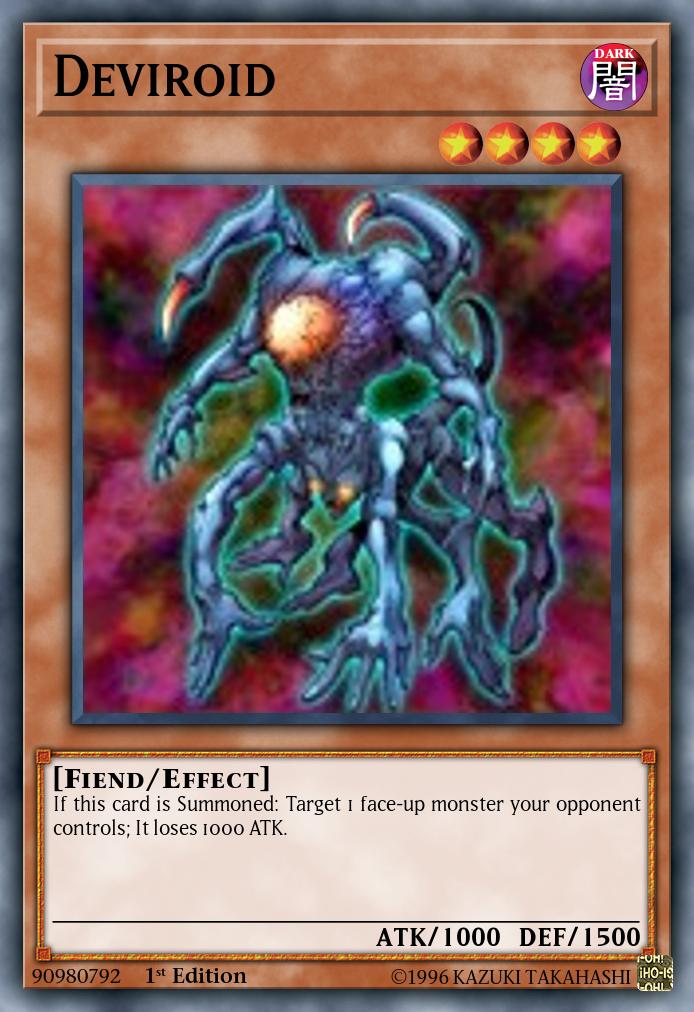 Deviroid
DARK
闇
[Fiend/Effect]
If this card is Summoned: Target 1 face-up monster your opponent
controls; It loses 1000 ATK.
ATK/1000 DEF/1500
90980792 1st Edition ©1996 KAZUKI TAKAHASHI